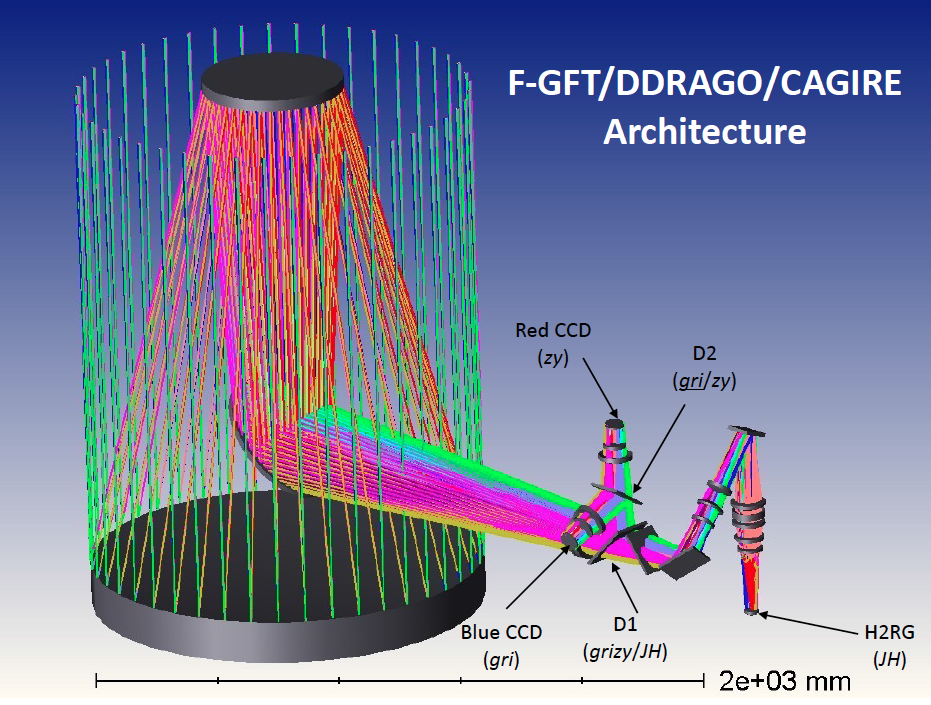 F-GFT/DDRAGO/CAGIRE
Architecture
Red CCD
(zy)
D2
(gri/zy)
Blue CCD
(gri)
D1
(grizy/JH)
H2RG
(JH)
2e+03 mm